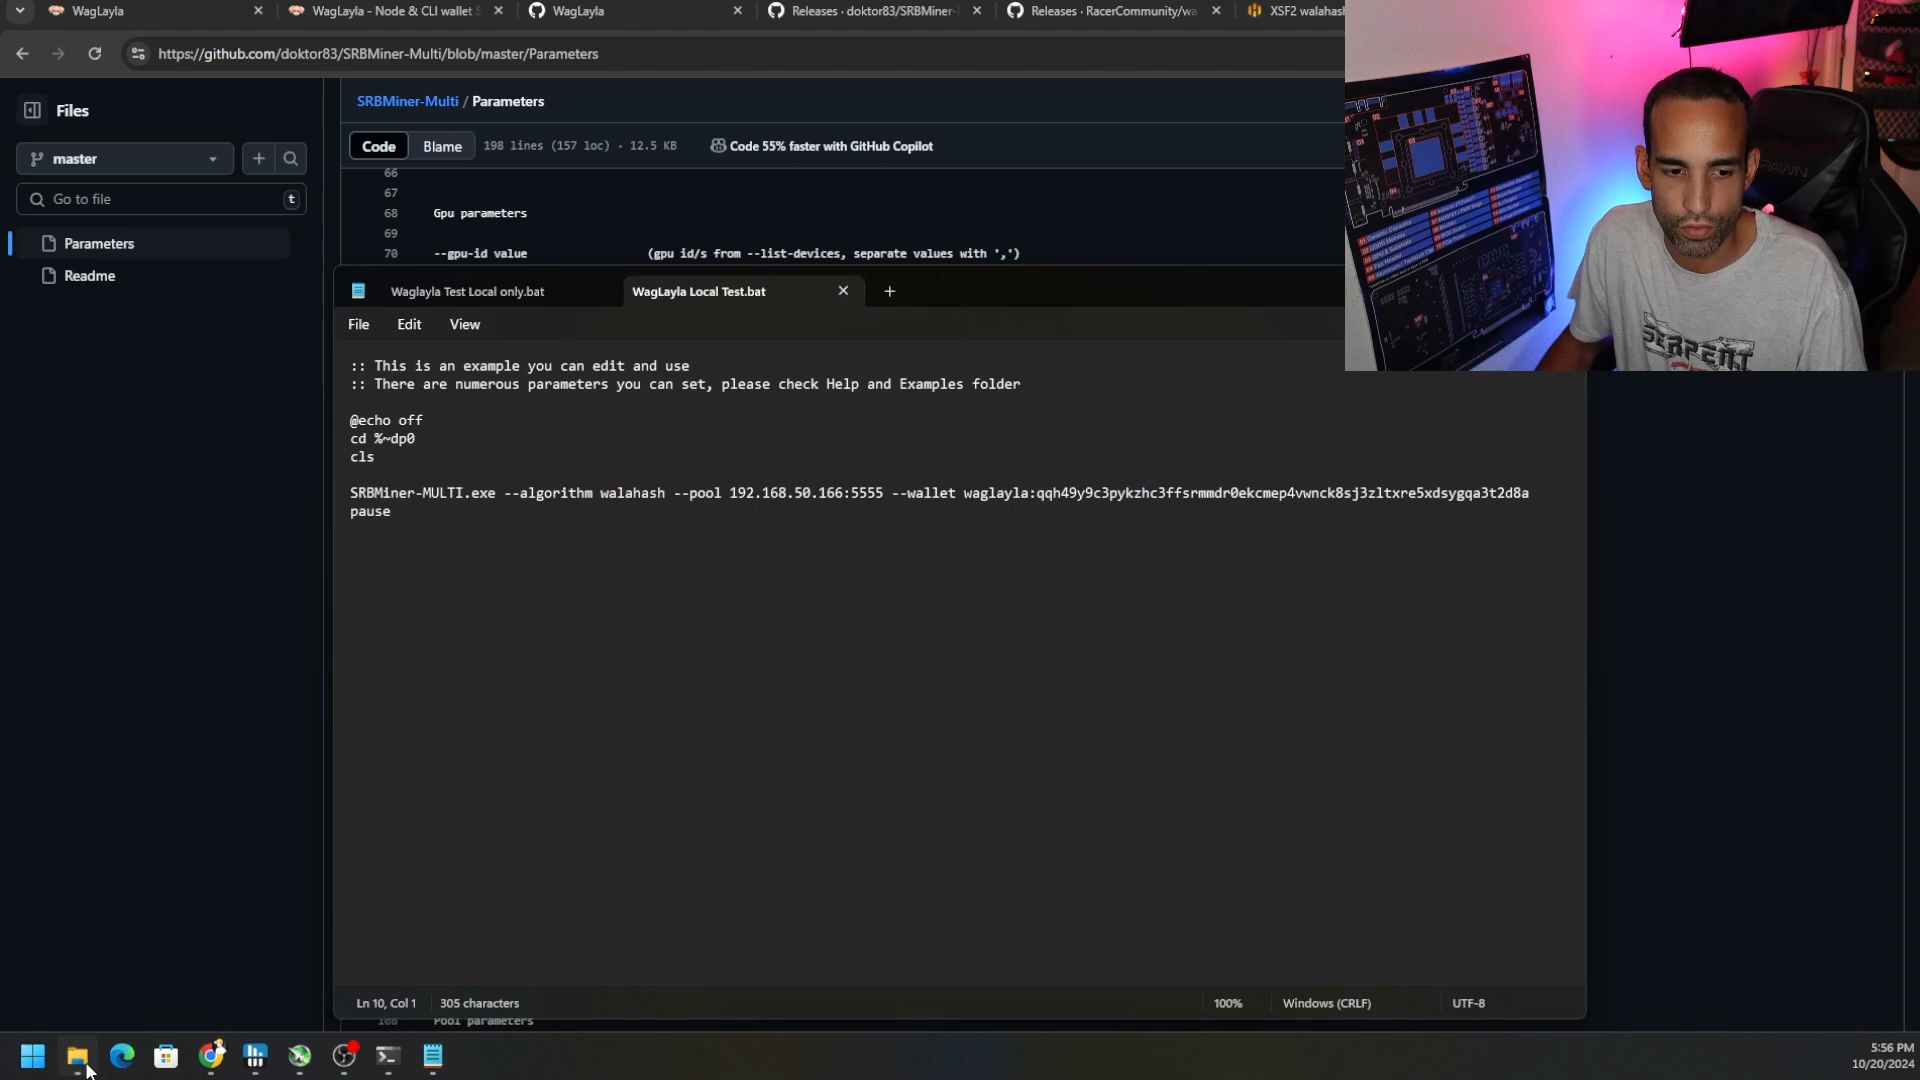 WagLayla
WagLayla - Node & CLI wallet S
WagLayla
Releases · doktor83/SRBMiner-
Releases · RacerCommunity/wa
XSF2 walahash
https://github.com/doktor83/SRBMiner-Multi/blob/master/Parameters
Files
master
Go to file
t
Parameters
Readme
SRBMiner-Multi / Parameters
Code
Blame
198 lines (157 loc) · 12.5 KB
Code 55% faster with GitHub Copilot
66
67
68 Gpu parameters
69
70 --gpu-id value (gpu id/s from --list-devices, separate values with ',')
Waglayla Test Local only.bat
WagLayla Local Test.bat
File Edit View
:: This is an example you can edit and use
:: There are numerous parameters you can set, please check Help and Examples folder
@echo off
cd %~dp0
cls
SRBMiner-MULTI.exe --algorithm walahash --pool 192.168.50.166:5555 --wallet waglayla:qqh49y9c3pykzhc3ffsrmmdr0ekcmep4vwnck8sj3zltxre5xdsygqa3t2d8a
pause
Ln 10, Col 1
305 characters
100%
Windows (CRLF)
UTF-8
108 Pool parameters
SERPENT
5:56 PM
10/20/2024